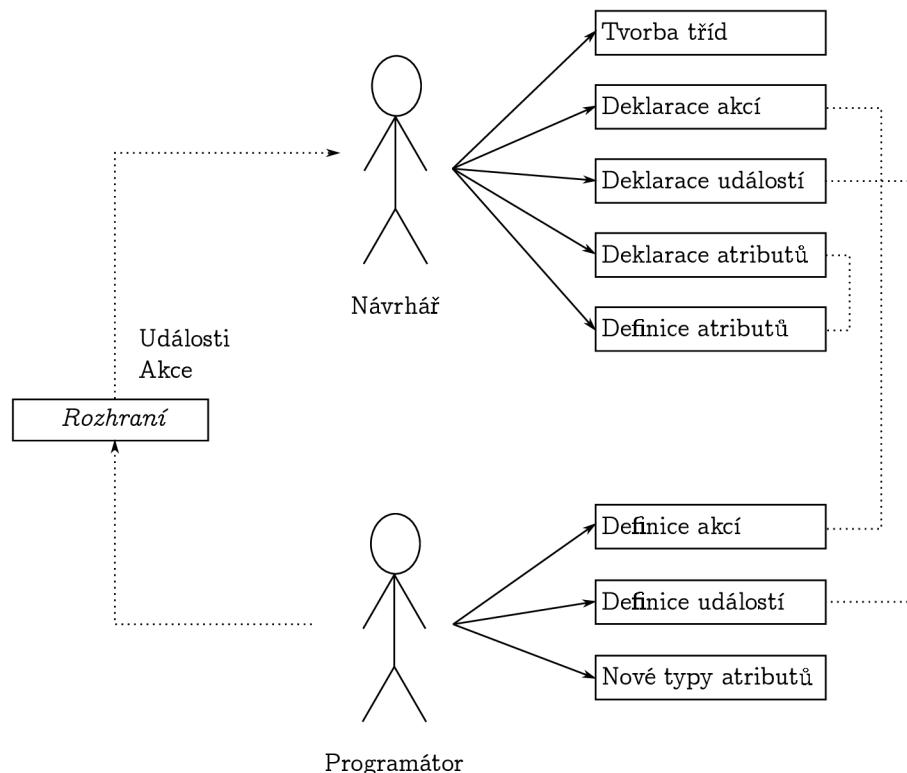 Tvorba tříd
Deklarace akcí
Deklarace událostí
Deklarace atributů
Definice atributů
Návrhář
Události
Akce
Rozhraní
Definice akcí
Definice událostí
Nové typy atributů
Programátor